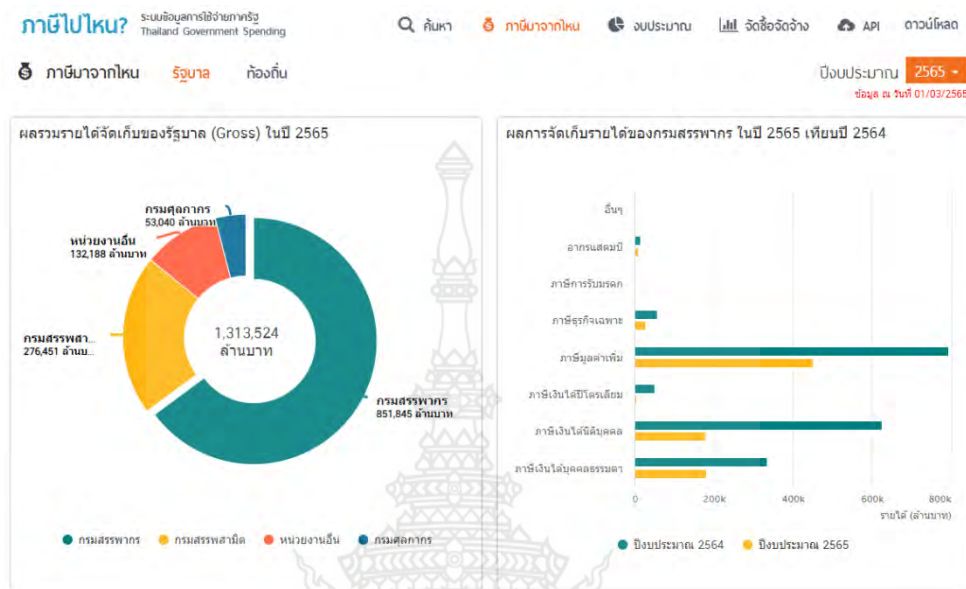 ภาษีไปไหน? ระบบข้อมูลการใช้จ่ายภาครัฐ
Thailand Government Spending
ค้นหา ภาษีมาจากไหน งบประมาณ จัดซื้อจัดจ้าง API ดาวน์โหลด
ภาษีมาจากไหน รัฐบาล ท้องถิ่น
ปีงบประมาณ 2565
ข้อมูล ณ วันที่ 01/03/2565
ผลรวมรายได้จัดเก็บของรัฐบาล (Gross) ในปี 2565
กรมศุลกากร
53,040 ล้านบาท
หน่วยงานอื่น
132,188 ล้านบาท
กรมสรรพสา...
276,451 ล้านบ...
1,313,524
ล้านบาท
กรมสรรพากร
851,845 ล้านบาท
กรมสรรพากร กรมสรรพสามิต หน่วยงานอื่น กรมศุลกากร
ผลการจัดเก็บรายได้ของกรมสรรพากร ในปี 2565 เทียบปี 2564
อื่นๆ
อากรแสตมป์
ภาษีการรับมรดก
ภาษีธุรกิจเฉพาะ
ภาษีมูลค่าเพิ่ม
ภาษีเงินได้ปิโตรเลียม
ภาษีเงินได้นิติบุคคล
ภาษีเงินได้บุคคลธรรมดา
0 200k 400k 600k 800k
รายได้ (ล้านบาท)
ปีงบประมาณ 2564 ปีงบประมาณ 2565